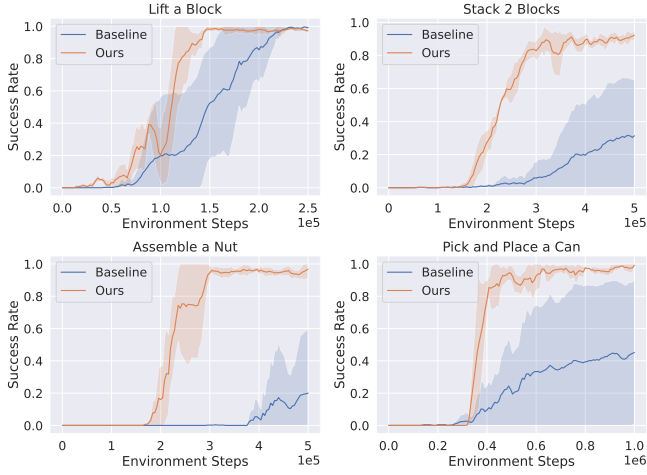 Lift a Block
Success Rate
1.0
0.8
0.6
0.4
0.2
0.0
Baseline
Ours
0.0 0.5 1.0 1.5 2.0 2.5
Environment Steps
1e5
Stack 2 Blocks
Success Rate
1.0
0.8
0.6
0.4
0.2
0.0
Baseline
Ours
0 1 2 3 4 5
Environment Steps
1e5
Assemble a Nut
Success Rate
1.0
0.8
0.6
0.4
0.2
0.0
Baseline
Ours
0 1 2 3 4 5
Environment Steps
1e5
Pick and Place a Can
Success Rate
1.0
0.8
0.6
0.4
0.2
0.0
Baseline
Ours
0.0 0.2 0.4 0.6 0.8 1.0
Environment Steps
1e6